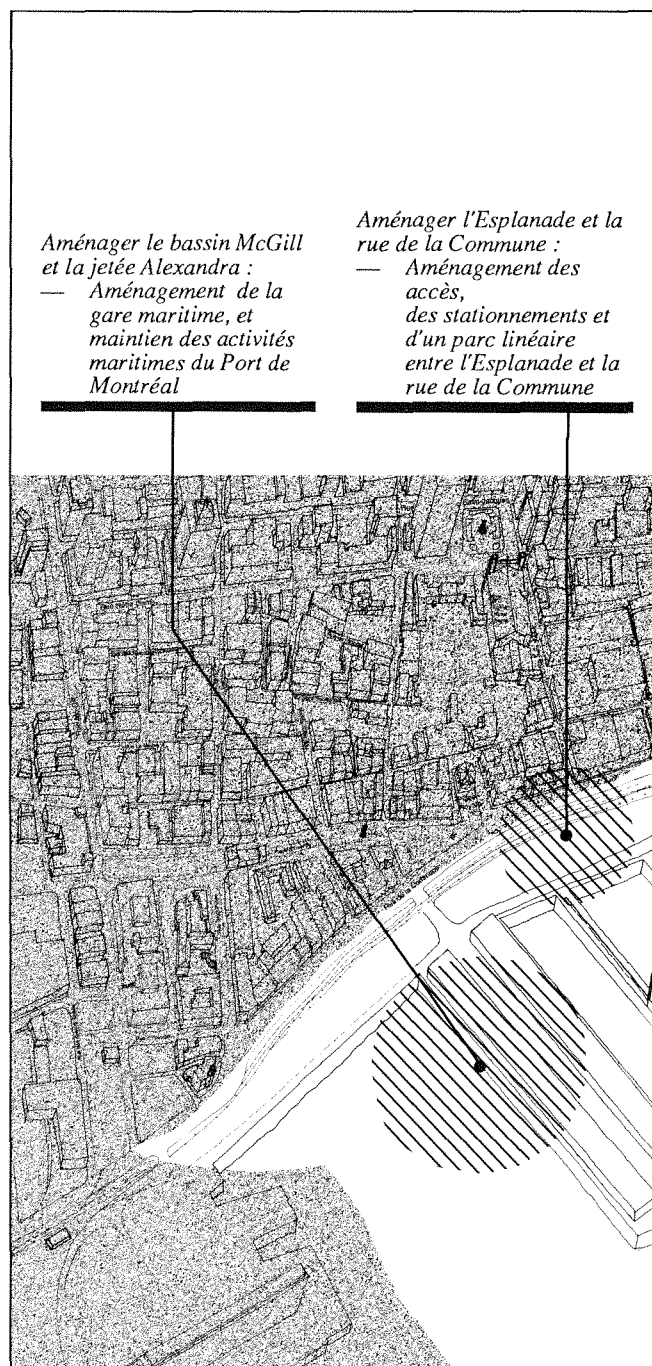 Aménager le bassin McGill
et la jetée Alexandra :
— Aménagement de la
gare maritime, et
maintien des activités
maritimes du Port de
Montréal
Aménager l'Esplanade et la
rue de la Commune :
— Aménagement des
accès,
des stationnements et
d'un parc linéaire
entre l'Esplanade et la
rue de la Commune